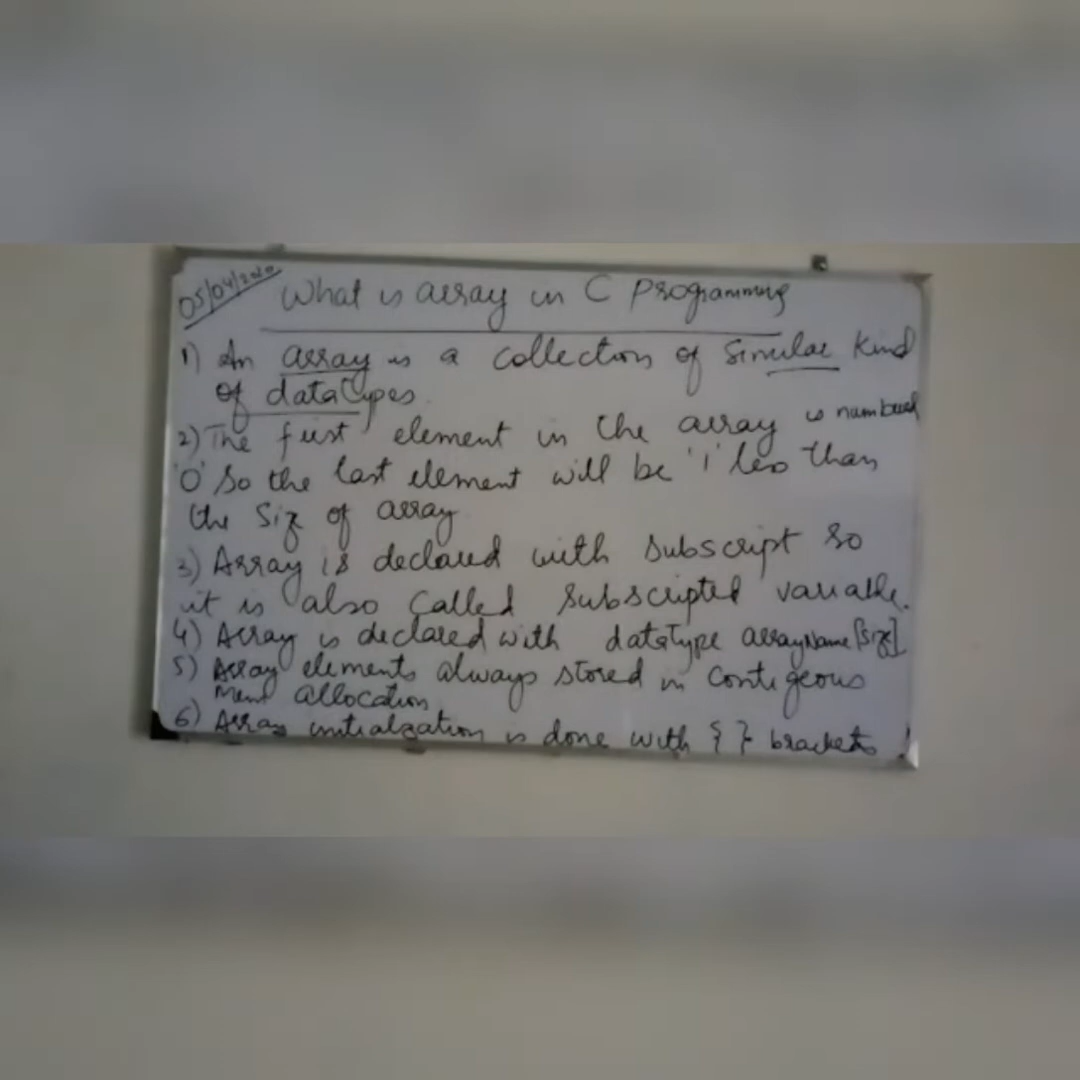 05/04/2020
What is array in C Programming
1) An array is a collection of Similar Kind
of dataTypes.
2) The first element in the array is numbered
'0' So the last element will be '1' less than
the Size of array
3) Array is declared with Subscript So
it is also called Subscripted variable.
4) Array is declared with dataType arrayName[Size]
5) Array elements always stored in contigeous
Mem allocation
6) Array initialzation is done with { } brackets !